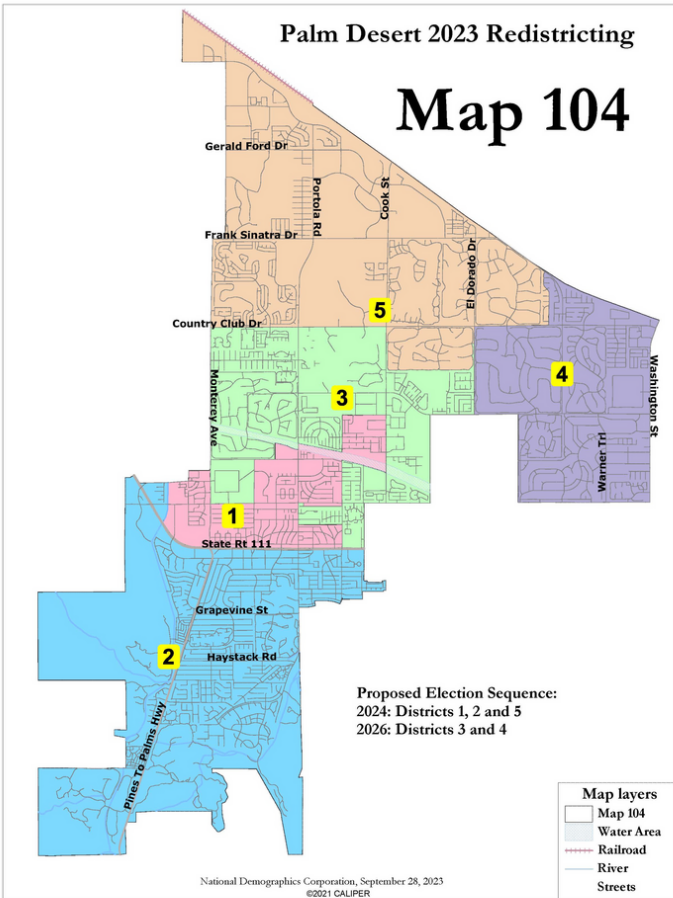 Palm Desert 2023 Redistricting
Map 104
Gerald Ford Dr
Portola Rd
Cook St
Frank Sinatra Dr
El Dorado Dr
5
Country Club Dr
4
3
Monterey Ave
Washington St
Warner Trl
1
State Rt 111
Grapevine St
2
Haystack Rd
Pines To Palms Hwy
Proposed Election Sequence:
2024: Districts 1, 2 and 5
2026: Districts 3 and 4
Map layers
Map 104
Water Area
Railroad
River
Streets
National Demographics Corporation, September 28, 2023
©2021 CALIPER